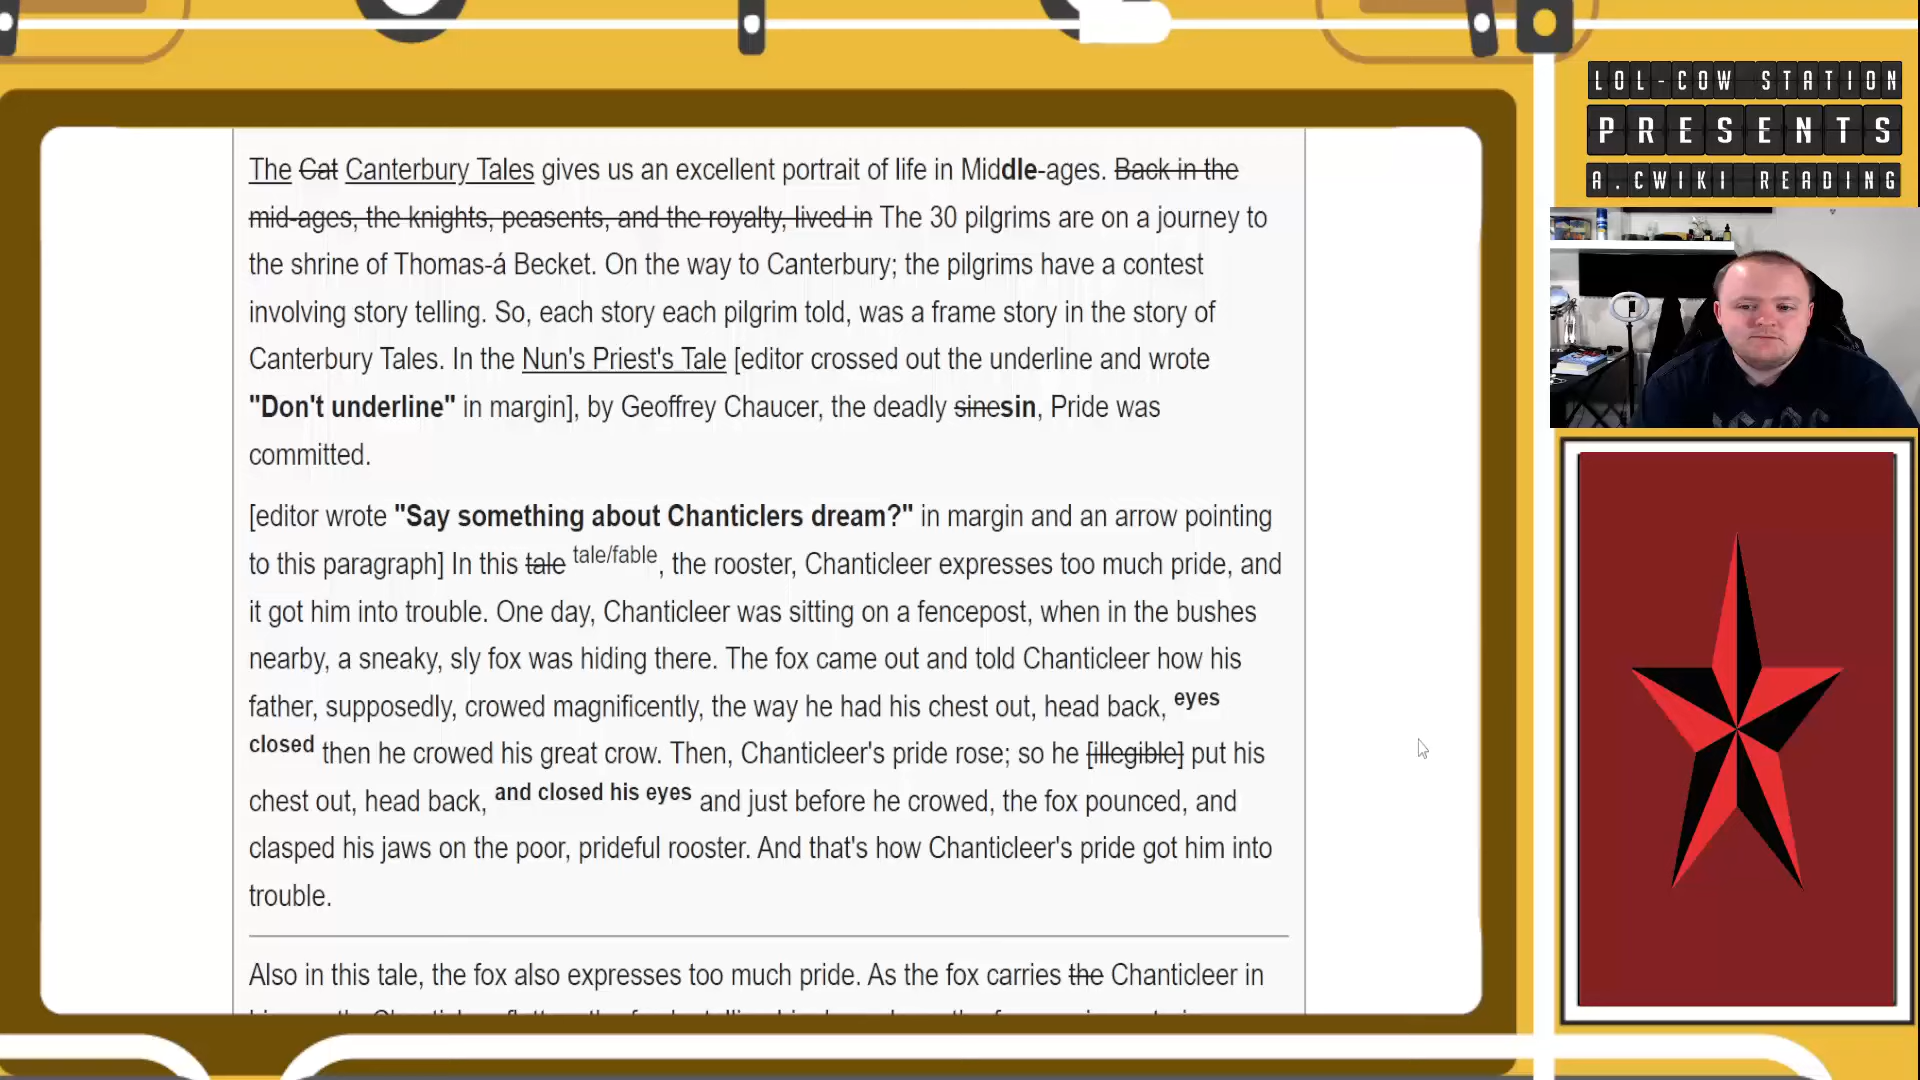 The Cat Canterbury Tales gives us an excellent portrait of life in Middle-ages. Back in the
mid-ages, the knights, peasents, and the royalty, lived in The 30 pilgrims are on a journey to
the shrine of Thomas-á Becket. On the way to Canterbury; the pilgrims have a contest
involving story telling. So, each story each pilgrim told, was a frame story in the story of
Canterbury Tales. In the Nun's Priest's Tale [editor crossed out the underline and wrote
"Don't underline" in margin], by Geoffrey Chaucer, the deadly sinesin, Pride was
committed.
[editor wrote "Say something about Chanticlers dream?" in margin and an arrow pointing
to this paragraph] In this tale tale/fable, the rooster, Chanticleer expresses too much pride, and
it got him into trouble. One day, Chanticleer was sitting on a fencepost, when in the bushes
nearby, a sneaky, sly fox was hiding there. The fox came out and told Chanticleer how his
father, supposedly, crowed magnificently, the way he had his chest out, head back, eyes
closed then he crowed his great crow. Then, Chanticleer's pride rose; so he [illegible] put his
chest out, head back, and closed his eyes and just before he crowed, the fox pounced, and
clasped his jaws on the poor, prideful rooster. And that's how Chanticleer's pride got him into
trouble.
Also in this tale, the fox also expresses too much pride. As the fox carries the Chanticleer in
LOL-COW STATION
PRESENTS
A.CWIKI READING